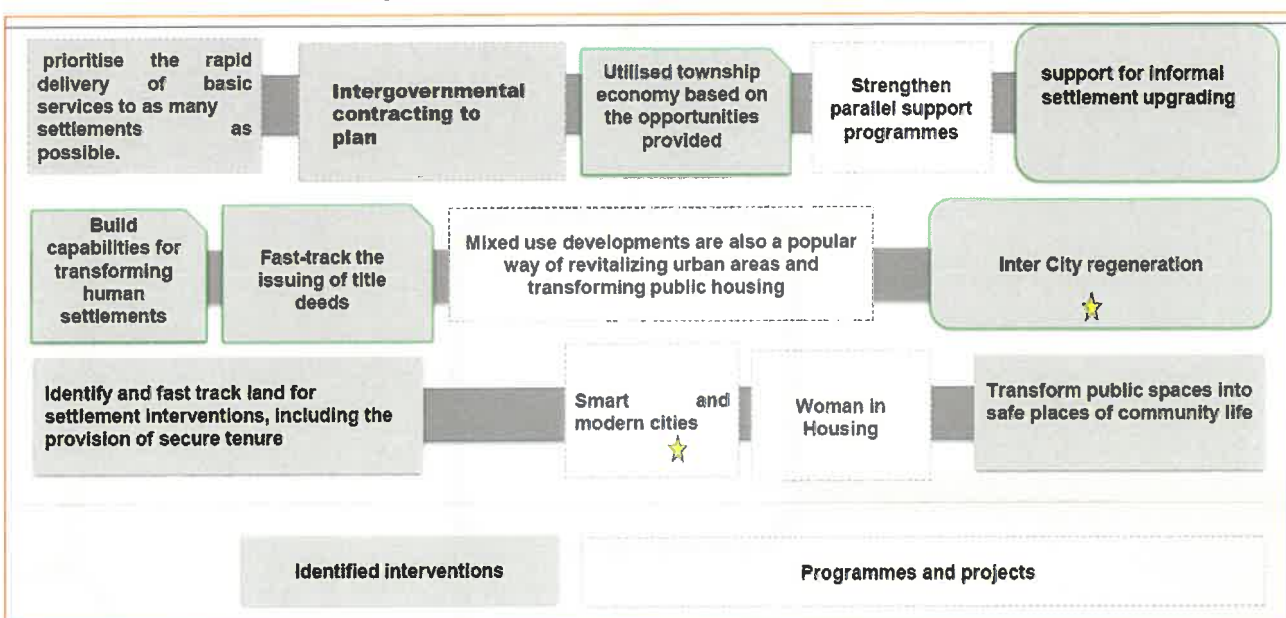 prioritise the rapid
delivery of basic
services to as many
settlements as
possible.
Intergovernmental
contracting to
plan
Utilised township
economy based on
the opportunities
provided
Strengthen
parallel support
programmes
support for informal
settlement upgrading
Build
capabilities for
transforming
human
settlements
Fast-track the
issuing of title
deeds
Mixed use developments are also a popular
way of revitalizing urban areas and
transforming public housing
Inter City regeneration
Identify and fast track land for
settlement interventions, including the
provision of secure tenure
Smart and
modern cities
Woman in
Housing
Transform public spaces into
safe places of community life
Identified interventions
Programmes and projects